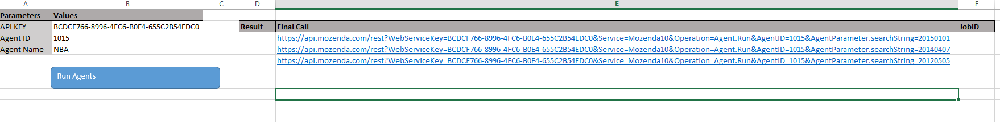 A B C D E F
Parameters Values
API KEY BCDCF766-8996-4FC6-B0E4-655C2B54EDC0 Result Final Call JobID
Agent ID 1015 https://api.mozenda.com/rest?WebServiceKey=BCDCF766-8996-4FC6-B0E4-655C2B54EDC0&Service=Mozenda10&Operation=Agent.Run&AgentID=1015&AgentParameter.searchString=20150101
Agent Name NBA https://api.mozenda.com/rest?WebServiceKey=BCDCF766-8996-4FC6-B0E4-655C2B54EDC0&Service=Mozenda10&Operation=Agent.Run&AgentID=1015&AgentParameter.searchString=20140407
https://api.mozenda.com/rest?WebServiceKey=BCDCF766-8996-4FC6-B0E4-655C2B54EDC0&Service=Mozenda10&Operation=Agent.Run&AgentID=1015&AgentParameter.searchString=20120505
Run Agents